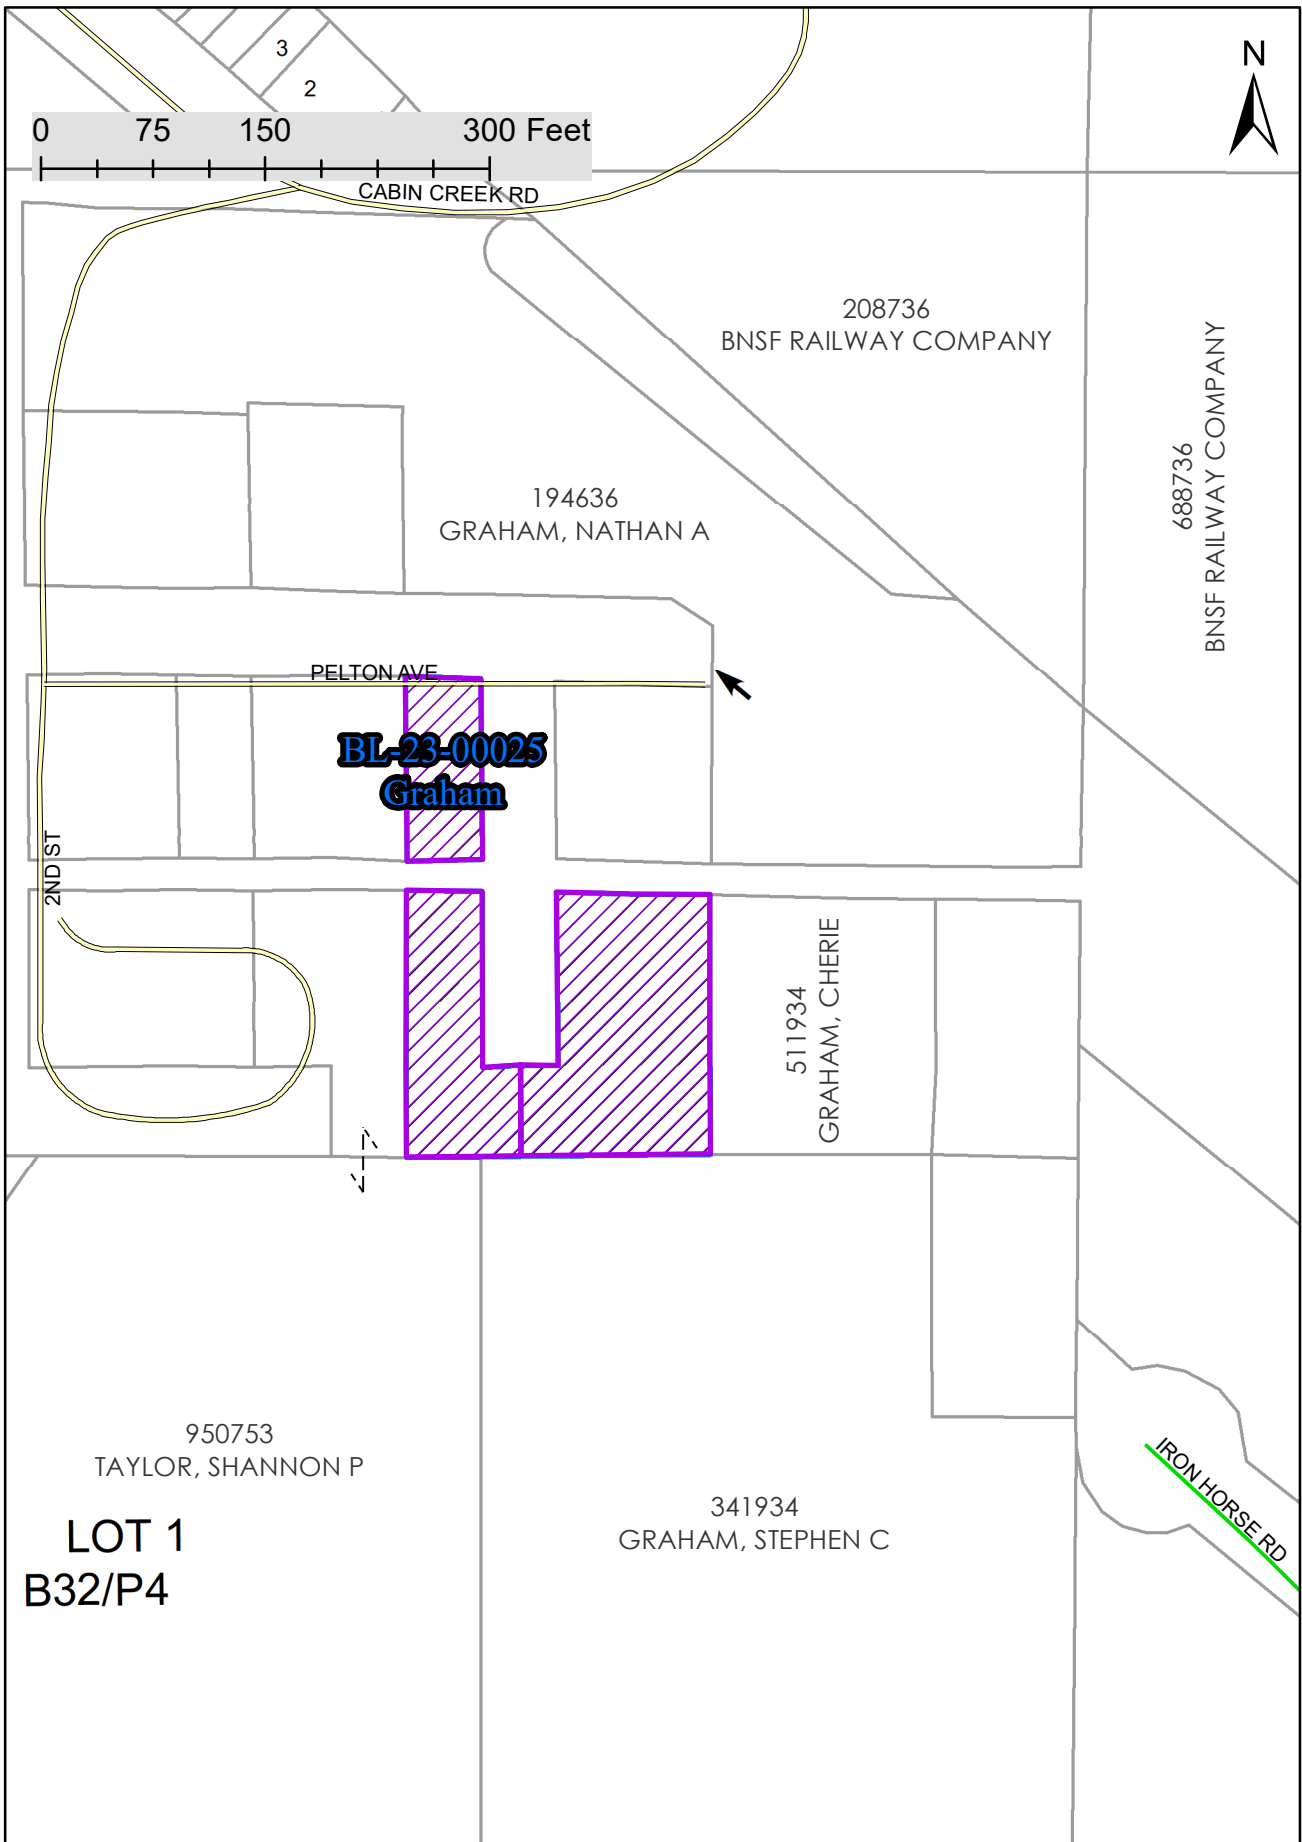 3
2
N
0 75 150 300 Feet
CABIN CREEK RD
208736
BNSF RAILWAY COMPANY
688736
BNSF RAILWAY COMPANY
194636
GRAHAM, NATHAN A
PELTON AVE
BL-23-00025
Graham
2ND ST
511934
GRAHAM, CHERIE
950753
TAYLOR, SHANNON P
341934
GRAHAM, STEPHEN C
IRON HORSE RD
LOT 1
B32/P4